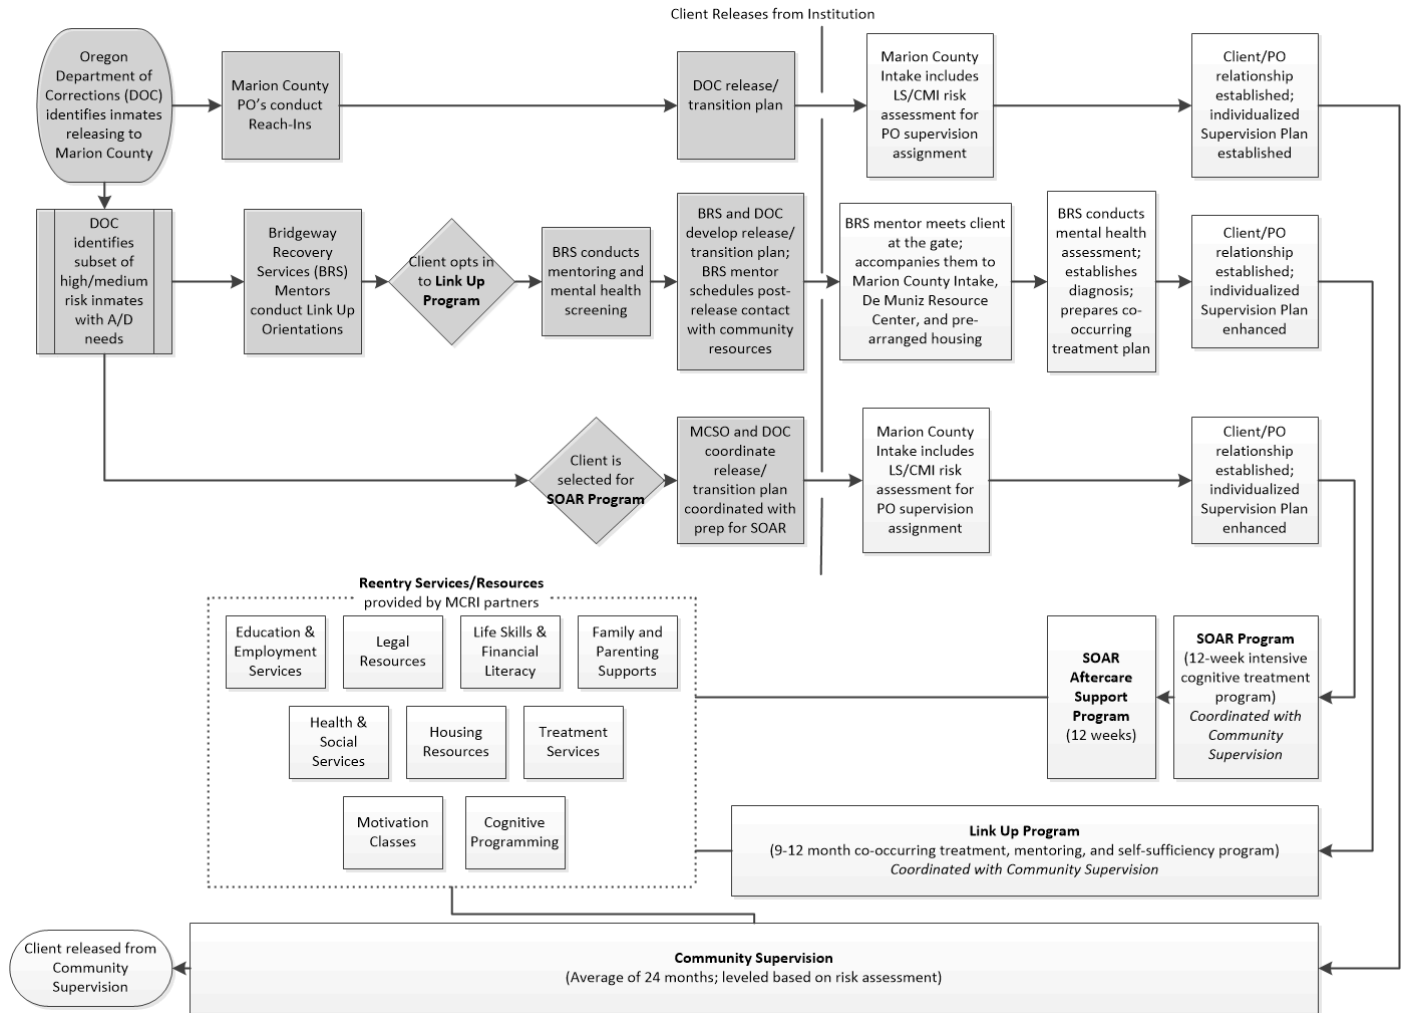 Client Releases from Institution
Oregon
Department of
Corrections (DOC)
identifies inmates
releasing to
Marion County
Marion County
PO's conduct
Reach-Ins
DOC release/
transition plan
Marion County
Intake includes
LS/CMI risk
assessment for
PO supervision
assignment
Client/PO
relationship
established;
individualized
Supervision Plan
established
DOC
identifies
subset of
high/medium
risk inmates
with A/D
needs
Bridgeway
Recovery
Services (BRS)
Mentors
conduct Link Up
Orientations
Client opts in
to Link Up
Program
BRS conducts
mentoring and
mental health
screening
BRS and DOC
develop release/
transition plan;
BRS mentor
schedules post-
release contact
with community
resources
BRS mentor meets client
at the gate;
accompanies them to
Marion County Intake,
De Muniz Resource
Center, and pre-
arranged housing
BRS conducts
mental health
assessment;
establishes
diagnosis;
prepares co-
occurring
treatment plan
Client/PO
relationship
established;
individualized
Supervision Plan
enhanced
Client is
selected for
SOAR Program
MCSO and DOC
coordinate
release/
transition plan
coordinated with
prep for SOAR
Marion County
Intake includes
LS/CMI risk
assessment for
PO supervision
assignment
Client/PO
relationship
established;
individualized
Supervision Plan
enhanced
Reentry Services/Resources
provided by MCRI partners
Education &
Employment
Services
Legal
Resources
Life Skills &
Financial
Literacy
Family and
Parenting
Supports
Health &
Social
Services
Housing
Resources
Treatment
Services
Motivation
Classes
Cognitive
Programming
SOAR
Aftercare
Support
Program
(12 weeks)
SOAR Program
(12-week intensive
cognitive treatment
program)
Coordinated with
Community
Supervision
Link Up Program
(9-12 month co-occurring treatment, mentoring, and self-sufficiency program)
Coordinated with Community Supervision
Client released from
Community
Supervision
Community Supervision
(Average of 24 months; leveled based on risk assessment)